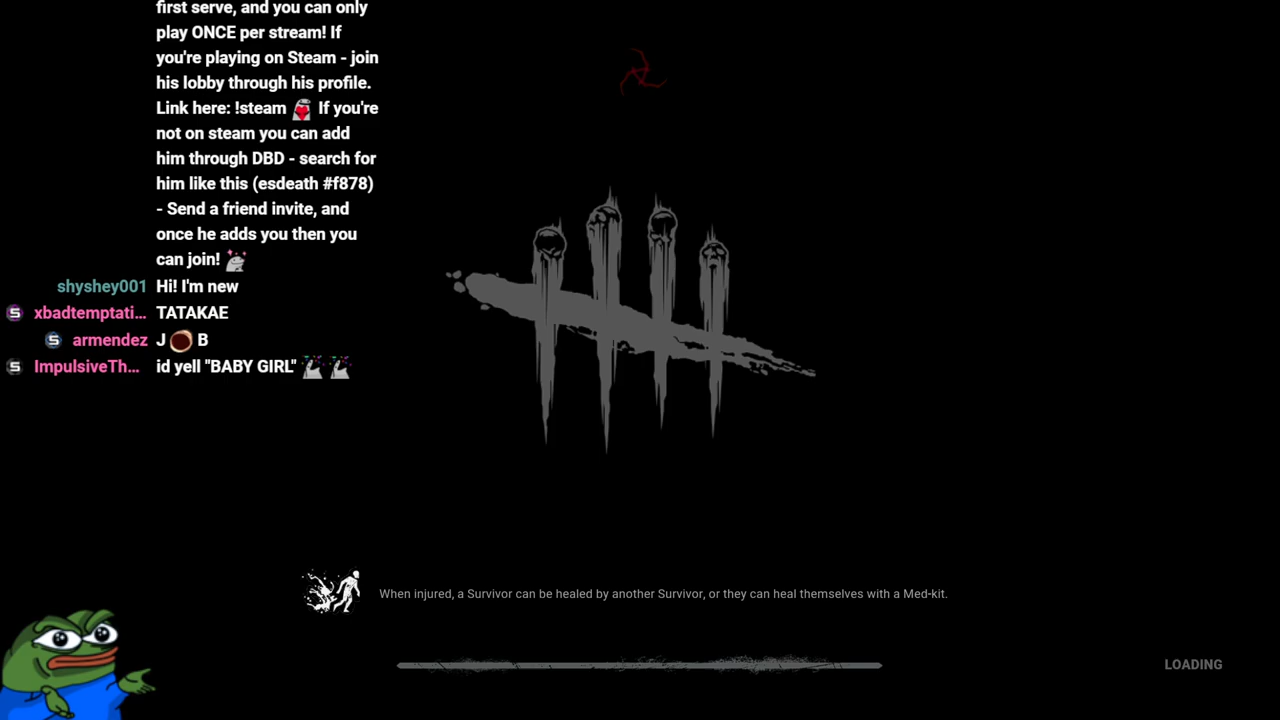 first serve, and you can only
play ONCE per stream! If
you're playing on Steam - join
his lobby through his profile.
Link here: !steam If you're
not on steam you can add
him through DBD - search for
him like this (esdeath #f878)
- Send a friend invite, and
once he adds you then you
can join!
shyshey001 Hi! I'm new
S xbadtemptati... TATAKAE
S armendez J B
S ImpulsiveTh... id yell "BABY GIRL"
When injured, a Survivor can be healed by another Survivor, or they can heal themselves with a Med-kit.
LOADING